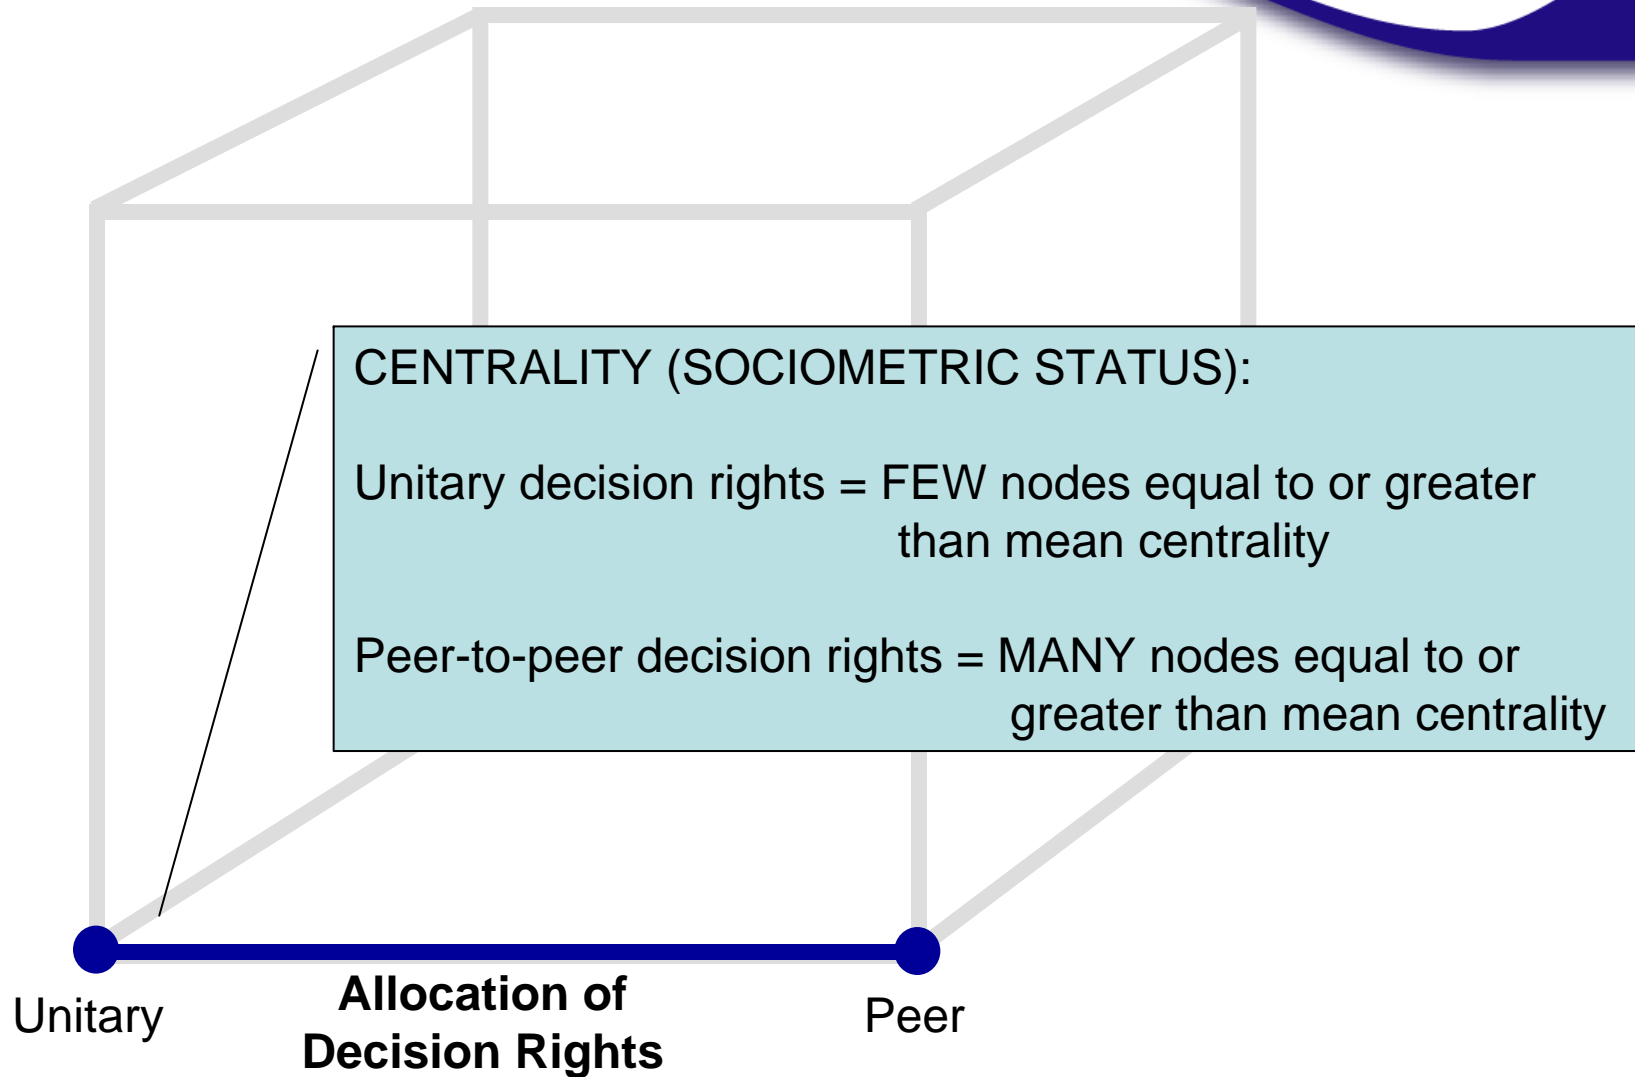 CENTRALITY (SOCIOMETRIC STATUS):
Unitary decision rights = FEW nodes equal to or greater
than mean centrality
Peer-to-peer decision rights = MANY nodes equal to or
greater than mean centrality
Unitary
Allocation of
Decision Rights
Peer